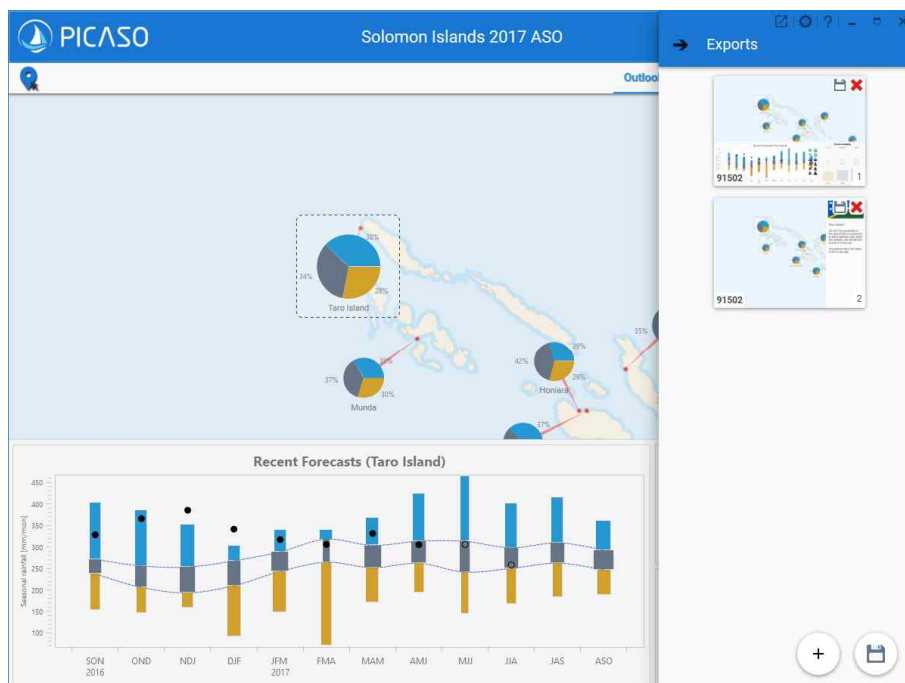 PICASO
Solomon Islands 2017 ASO
Exports
Outlook
38%
34%
28%
Taro Island
37%
30%
Munda
42%
29%
29%
Honiara
35%
37%
91502
1
91502
2
Recent Forecasts (Taro Island)
Seasonal rainfall [mm/mon]
450
400
350
300
250
200
150
100
SON
2016
OND
NDJ
DJF
JFM
2017
FMA
MAM
AMJ
MJJ
JJA
JAS
ASO
+